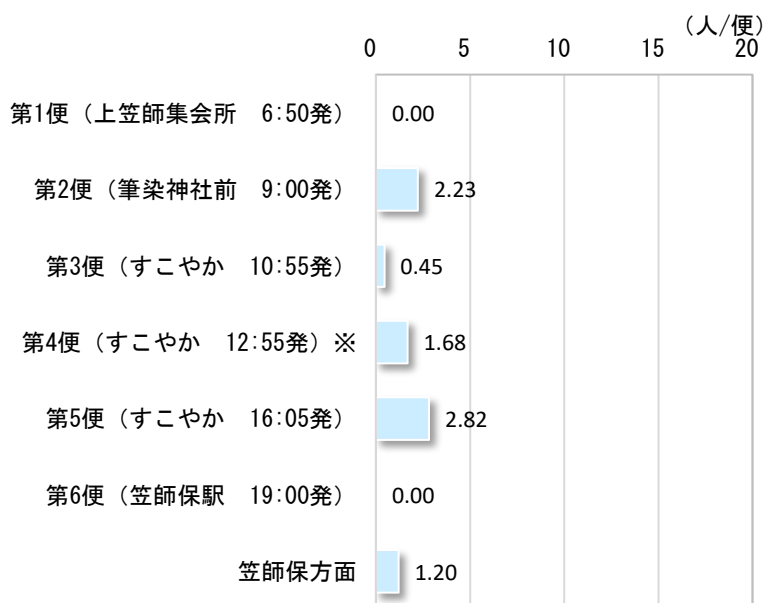 (人/便)
0 5 10 15 20
第1便（上笠師集会所　6:50発） 0.00
第2便（筆染神社前　9:00発） 2.23
第3便（すこやか　10:55発） 0.45
第4便（すこやか　12:55発）※ 1.68
第5便（すこやか　16:05発） 2.82
第6便（笠師保駅　19:00発） 0.00
笠師保方面 1.20